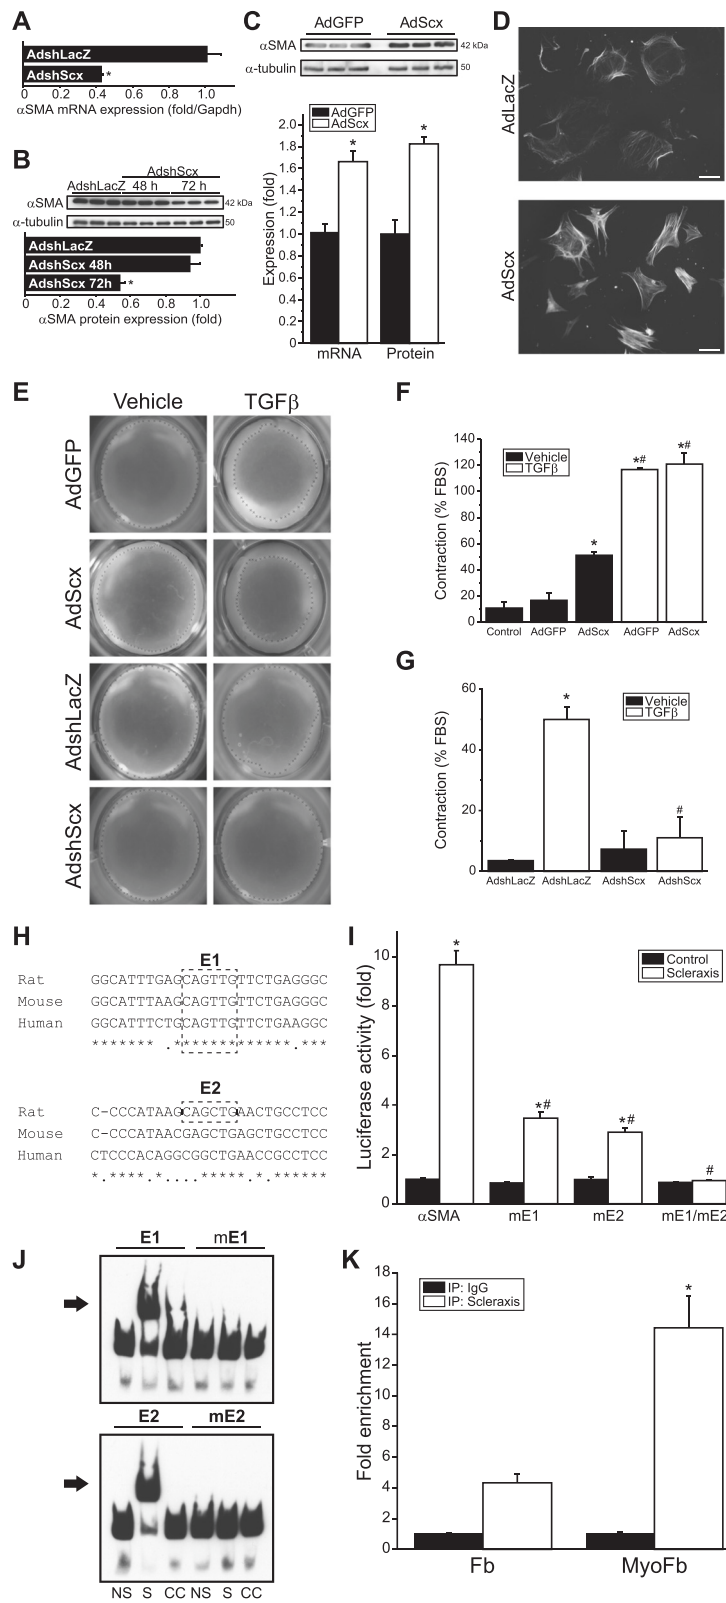 A
AdshLacZ
AdshScx *
0 0.2 0.4 0.6 0.8 1.0
αSMA mRNA expression (fold/Gapdh)
B
AdshScx
AdshLacZ 48 h 72 h
αSMA 42 kDa
α-tubulin 50
AdshLacZ
AdshScx 48h
AdshScx 72h *
0 0.2 0.4 0.6 0.8 1.0
αSMA protein expression (fold)
C
AdGFP AdScx
αSMA 42 kDa
α-tubulin 50
AdGFP
AdScx
2.0
1.8
1.6
1.4
1.2
1.0
0.8
0.6
0.4
0.2
0
Expression (fold)
* *
mRNA Protein
D
AdLacZ
AdScx
E
Vehicle TGFβ
AdGFP
AdScx
AdshLacZ
AdshScx
F
Vehicle
TGFβ
140
120
100
80
60
40
20
0
Contraction (% FBS)
* *# *#
Control AdGFP AdScx AdGFP AdScx
G
Vehicle
TGFβ
60
40
20
0
Contraction (% FBS)
* #
AdshLacZ AdshLacZ AdshScx AdshScx
H
E1
Rat GGCATTTGAGCAGTTGTTCTGAGGGC
Mouse GGCATTTAAGCAGTTGTTCTGAGGGC
Human GGCATTTCTGCAGTTGTTCTGAAGGC
******* .************.***
E2
Rat C-CCCATAAGCAGCTGAACTGCCTCC
Mouse C-CCCATAACGAGCTGAGCTGCCTCC
Human CTCCCACAGGCGGCTGAACCGCCTCC
*.****.*....*****.*.******
I
Control
Scleraxis
10
8
6
4
2
0
Luciferase activity (fold)
* *# *# #
αSMA mE1 mE2 mE1/mE2
J
E1 mE1
E2 mE2
NS S CC NS S CC
K
IP: IgG
IP: Scleraxis
18
16
14
12
10
8
6
4
2
0
Fold enrichment
*
Fb MyoFb